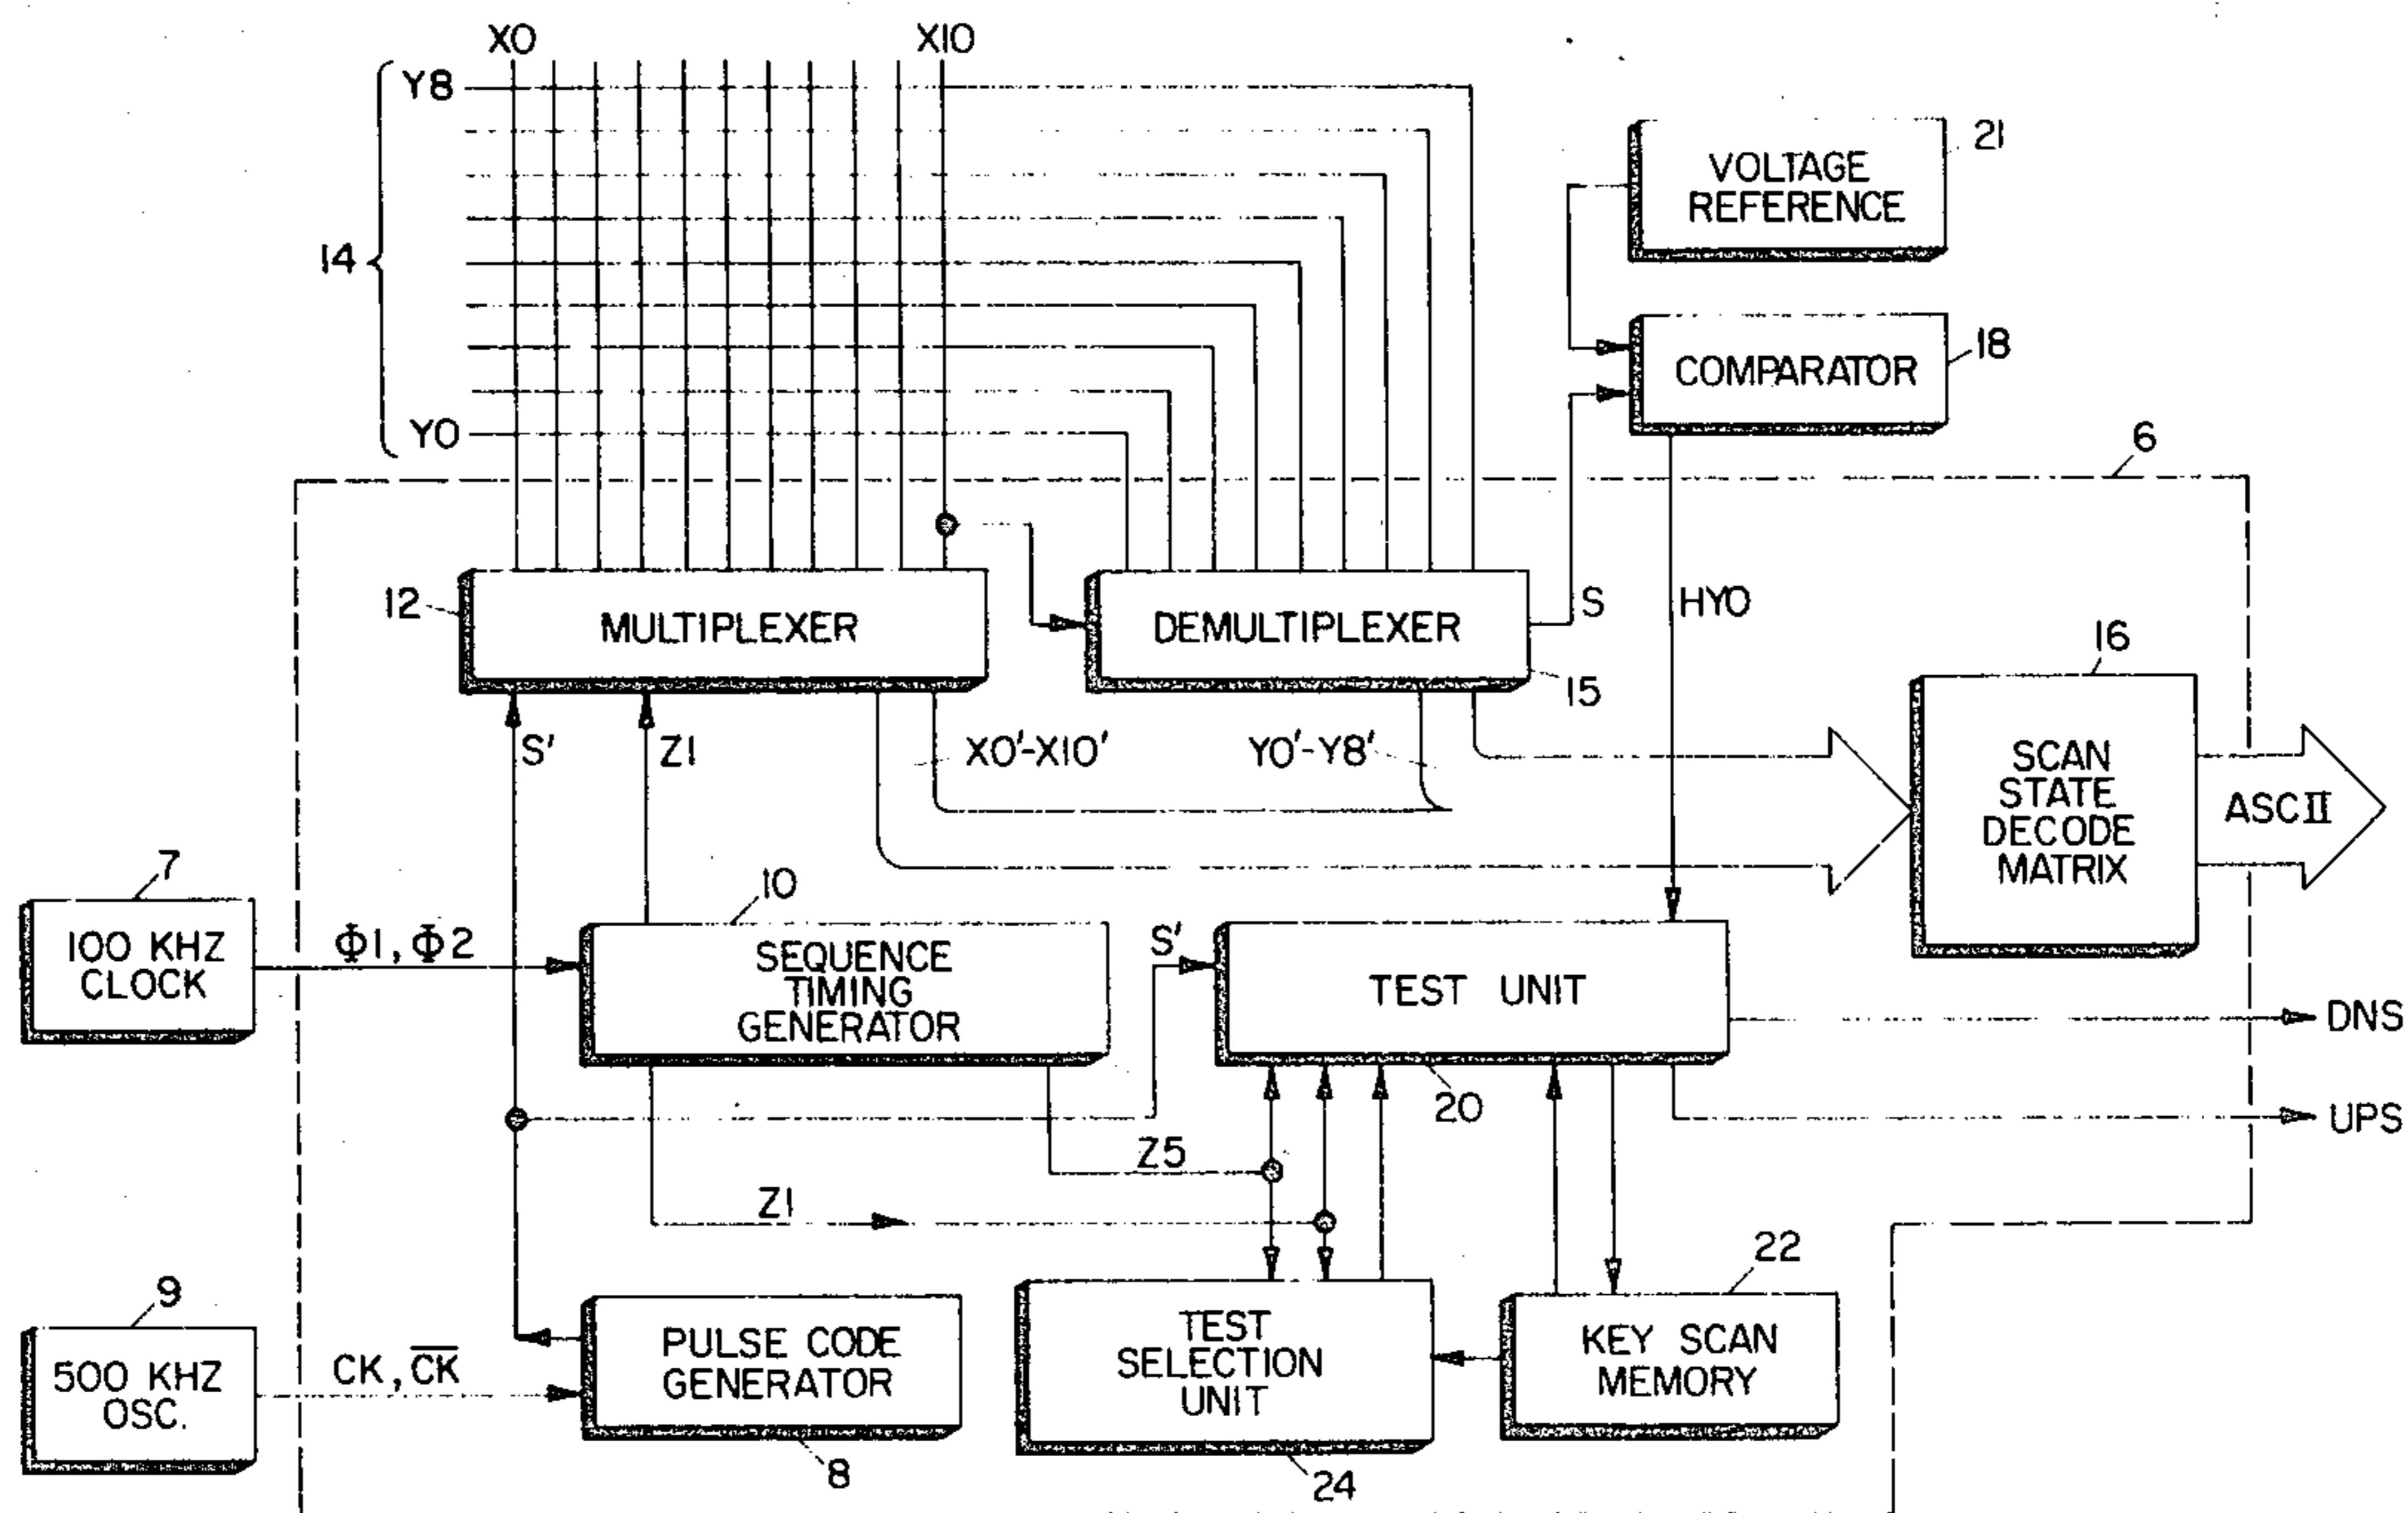 X0
X10
Y8
14
Y0
VOLTAGE
REFERENCE
21
COMPARATOR
18
6
12
MULTIPLEXER
DEMULTIPLEXER
15
S
HYO
16
S'
Z1
X0'-X10'
Y0'-Y8'
SCAN
STATE
DECODE
MATRIX
ASCII
7
100 KHZ
CLOCK
Φ1, Φ2
10
SEQUENCE
TIMING
GENERATOR
S'
TEST UNIT
20
DNS
UPS
Z5
Z1
9
500 KHZ
OSC.
CK, C̅K̅
PULSE CODE
GENERATOR
8
TEST
SELECTION
UNIT
24
22
KEY SCAN
MEMORY